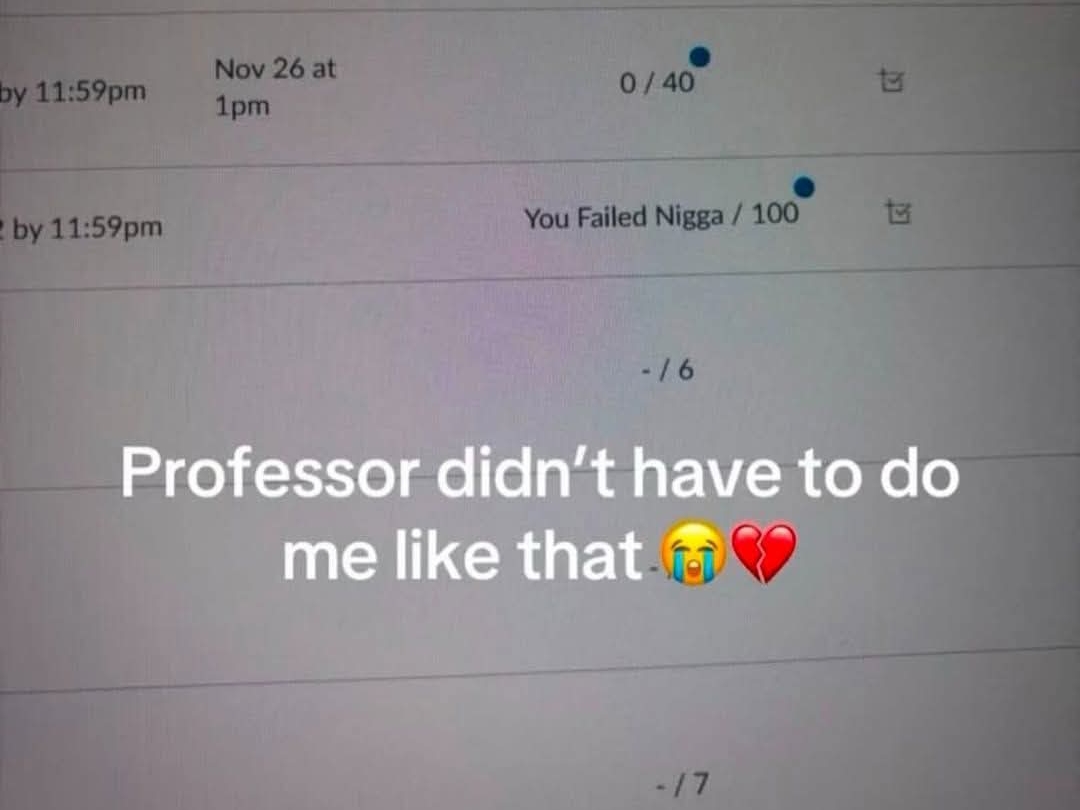 by 11:59pm
Nov 26 at
1pm
0 / 40
by 11:59pm
You Failed Nigga / 100
- / 6
Professor didn't have to do
me like that 😭💔
- / 7